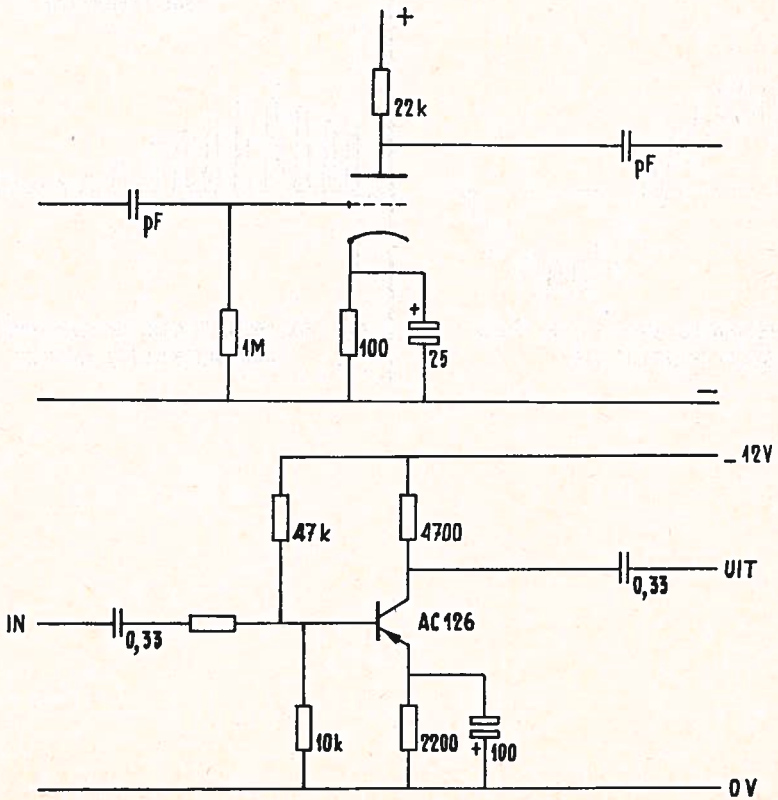 +
22k
pF
pF
+
1M
100
25
–
– 12V
47k
4700
UIT
0,33
IN
0,33
AC126
10k
2200
+ 100
0V